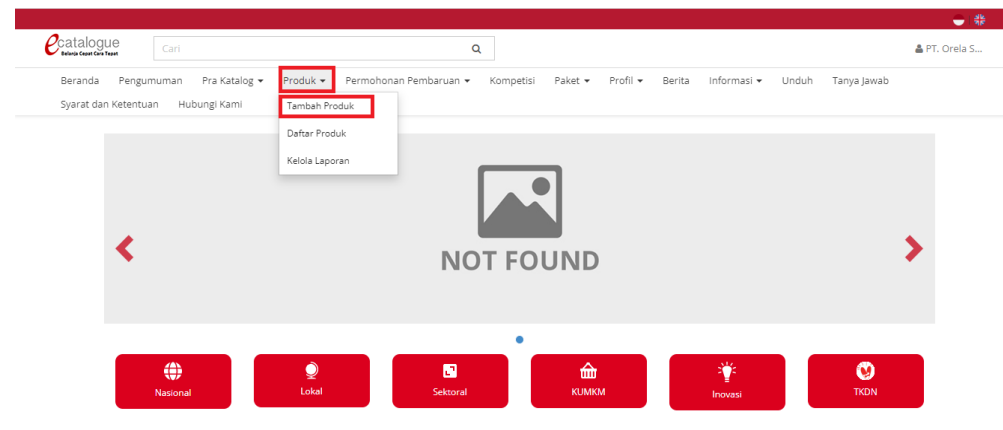 ecatalogue
Belanja Cepat Cara Tepat
Cari
PT. Orela S...
Beranda Pengumuman Pra Katalog Produk Permohonan Pembaruan Kompetisi Paket Profil Berita Informasi Unduh Tanya Jawab
Syarat dan Ketentuan Hubungi Kami
Tambah Produk
Daftar Produk
Kelola Laporan
NOT FOUND
Nasional Lokal Sektoral KUMKM Inovasi TKDN